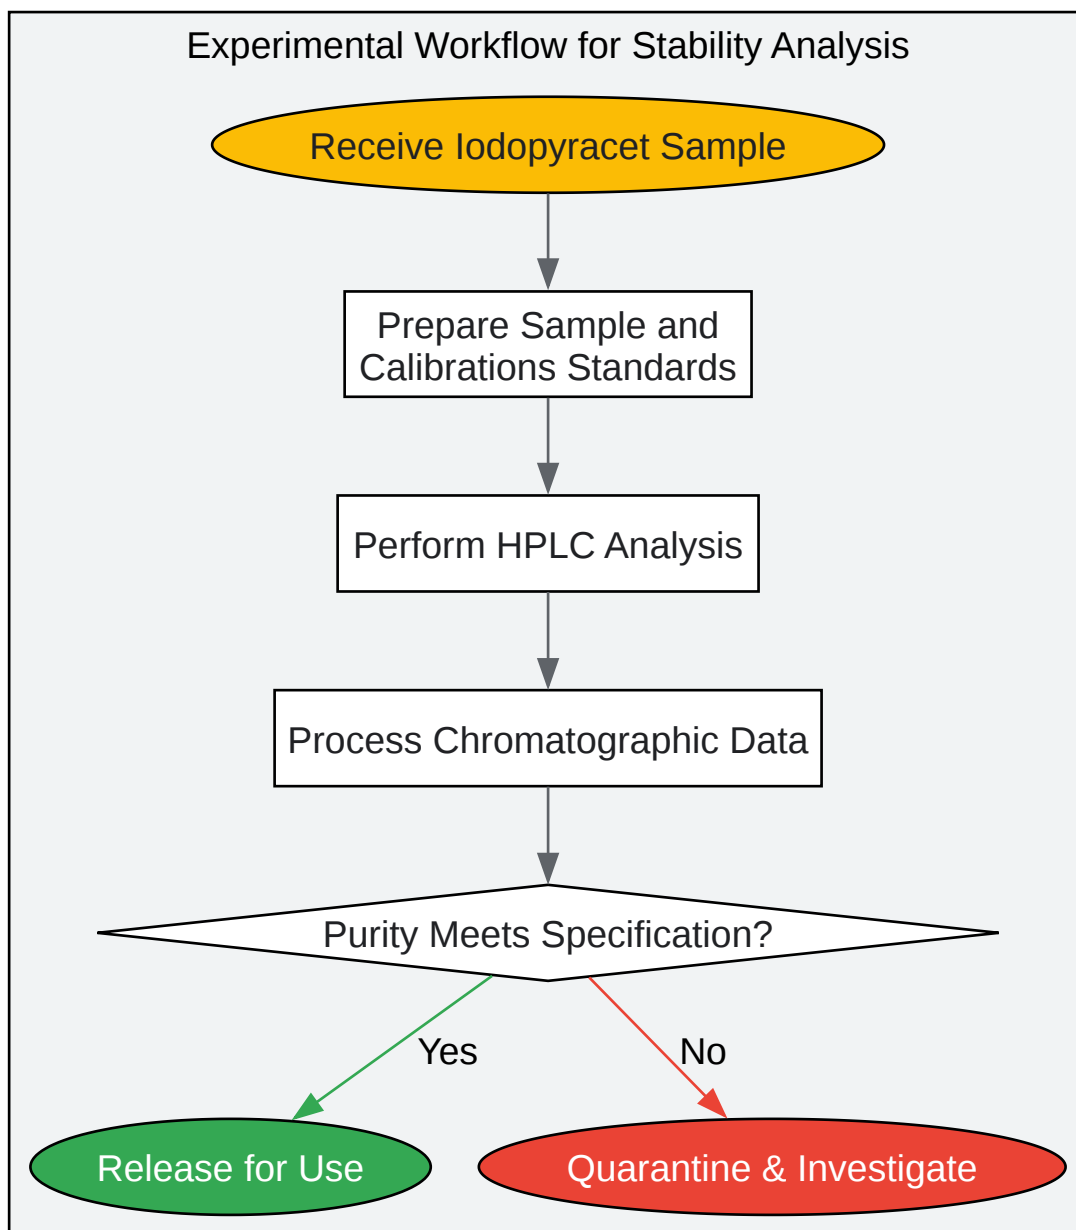 Experimental Workflow for Stability Analysis
Receive Iodopyracet Sample
Prepare Sample and
Calibrations Standards
Perform HPLC Analysis
Process Chromatographic Data
Purity Meets Specification?
Yes
No
Release for Use
Quarantine & Investigate